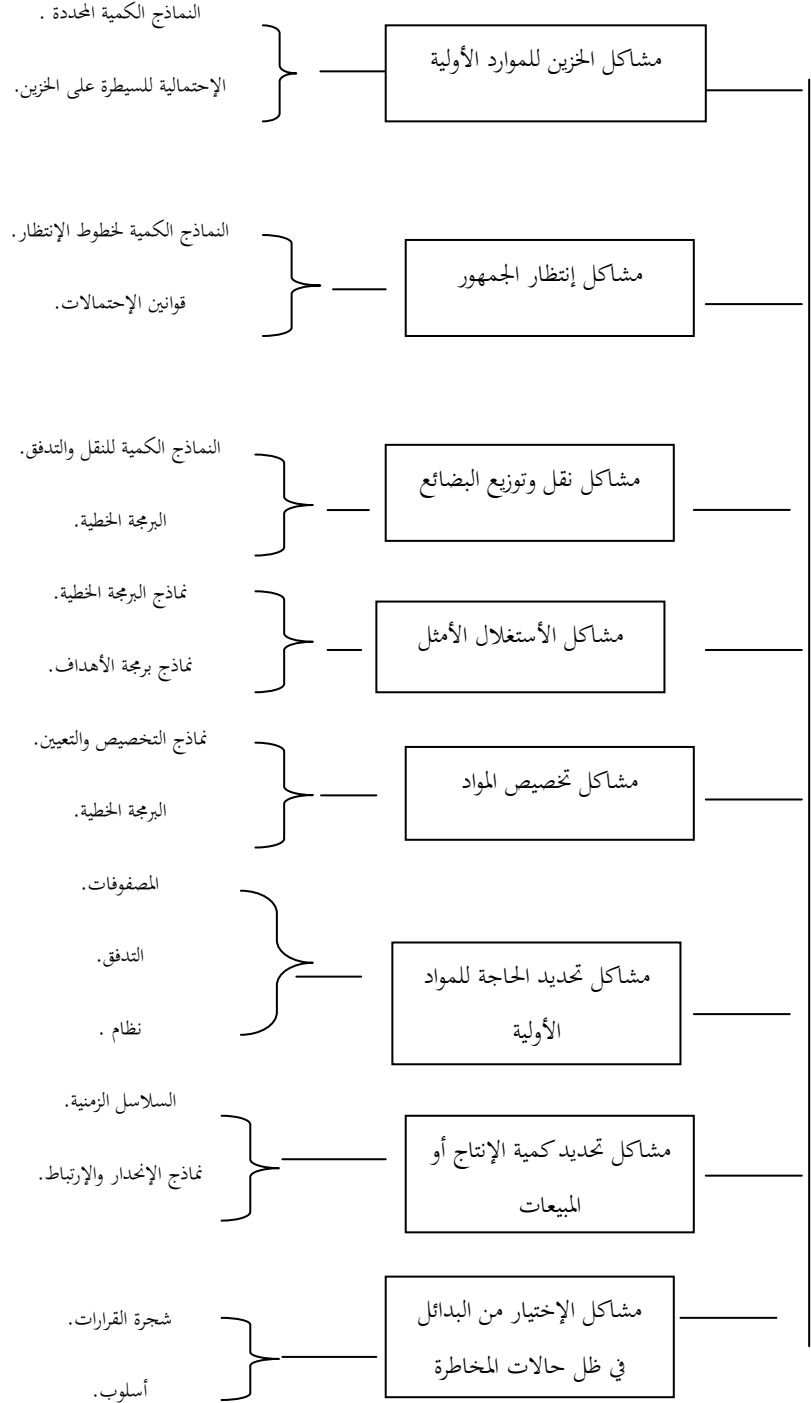 مشاكل الخزين للموارد الأولية
النماذج الكمية المحددة .
الإحتمالية للسيطرة على الخزين.
مشاكل إنتظار الجمهور
النماذج الكمية لخطوط الإنتظار.
قوانين الإحتمالات.
مشاكل نقل وتوزيع البضائع
النماذج الكمية للنقل والتدفق.
البرمجة الخطية.
مشاكل الأستغلال الأمثل
نماذج البرمجة الخطية.
نماذج برمجة الأهداف.
مشاكل تخصيص المواد
نماذج التخصيص والتعيين.
البرمجة الخطية.
مشاكل تحديد الحاجة للمواد
الأولية
المصفوفات.
التدفق.
نظام .
مشاكل تحديد كمية الإنتاج أو
المبيعات
السلاسل الزمنية.
نماذج الإنحدار والإرتباط.
مشاكل الإختيار من البدائل
في ظل حالات المخاطرة
شجرة القرارات.
أسلوب.